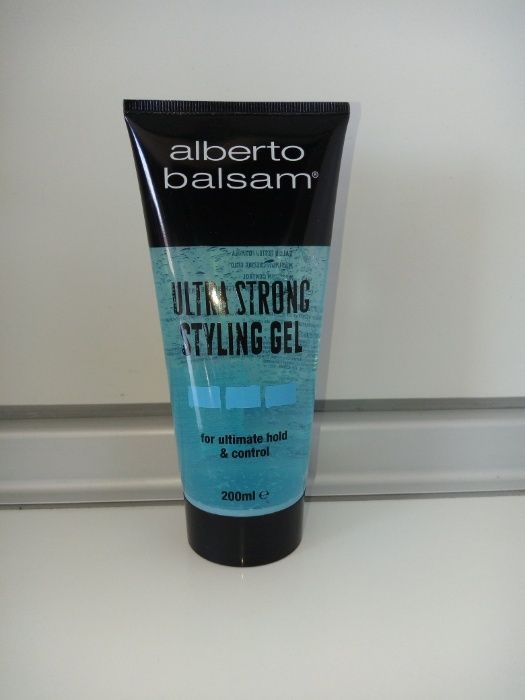 alberto
balsam®
ULTRA STRONG
STYLING GEL
for ultimate hold
& control
200ml ℮